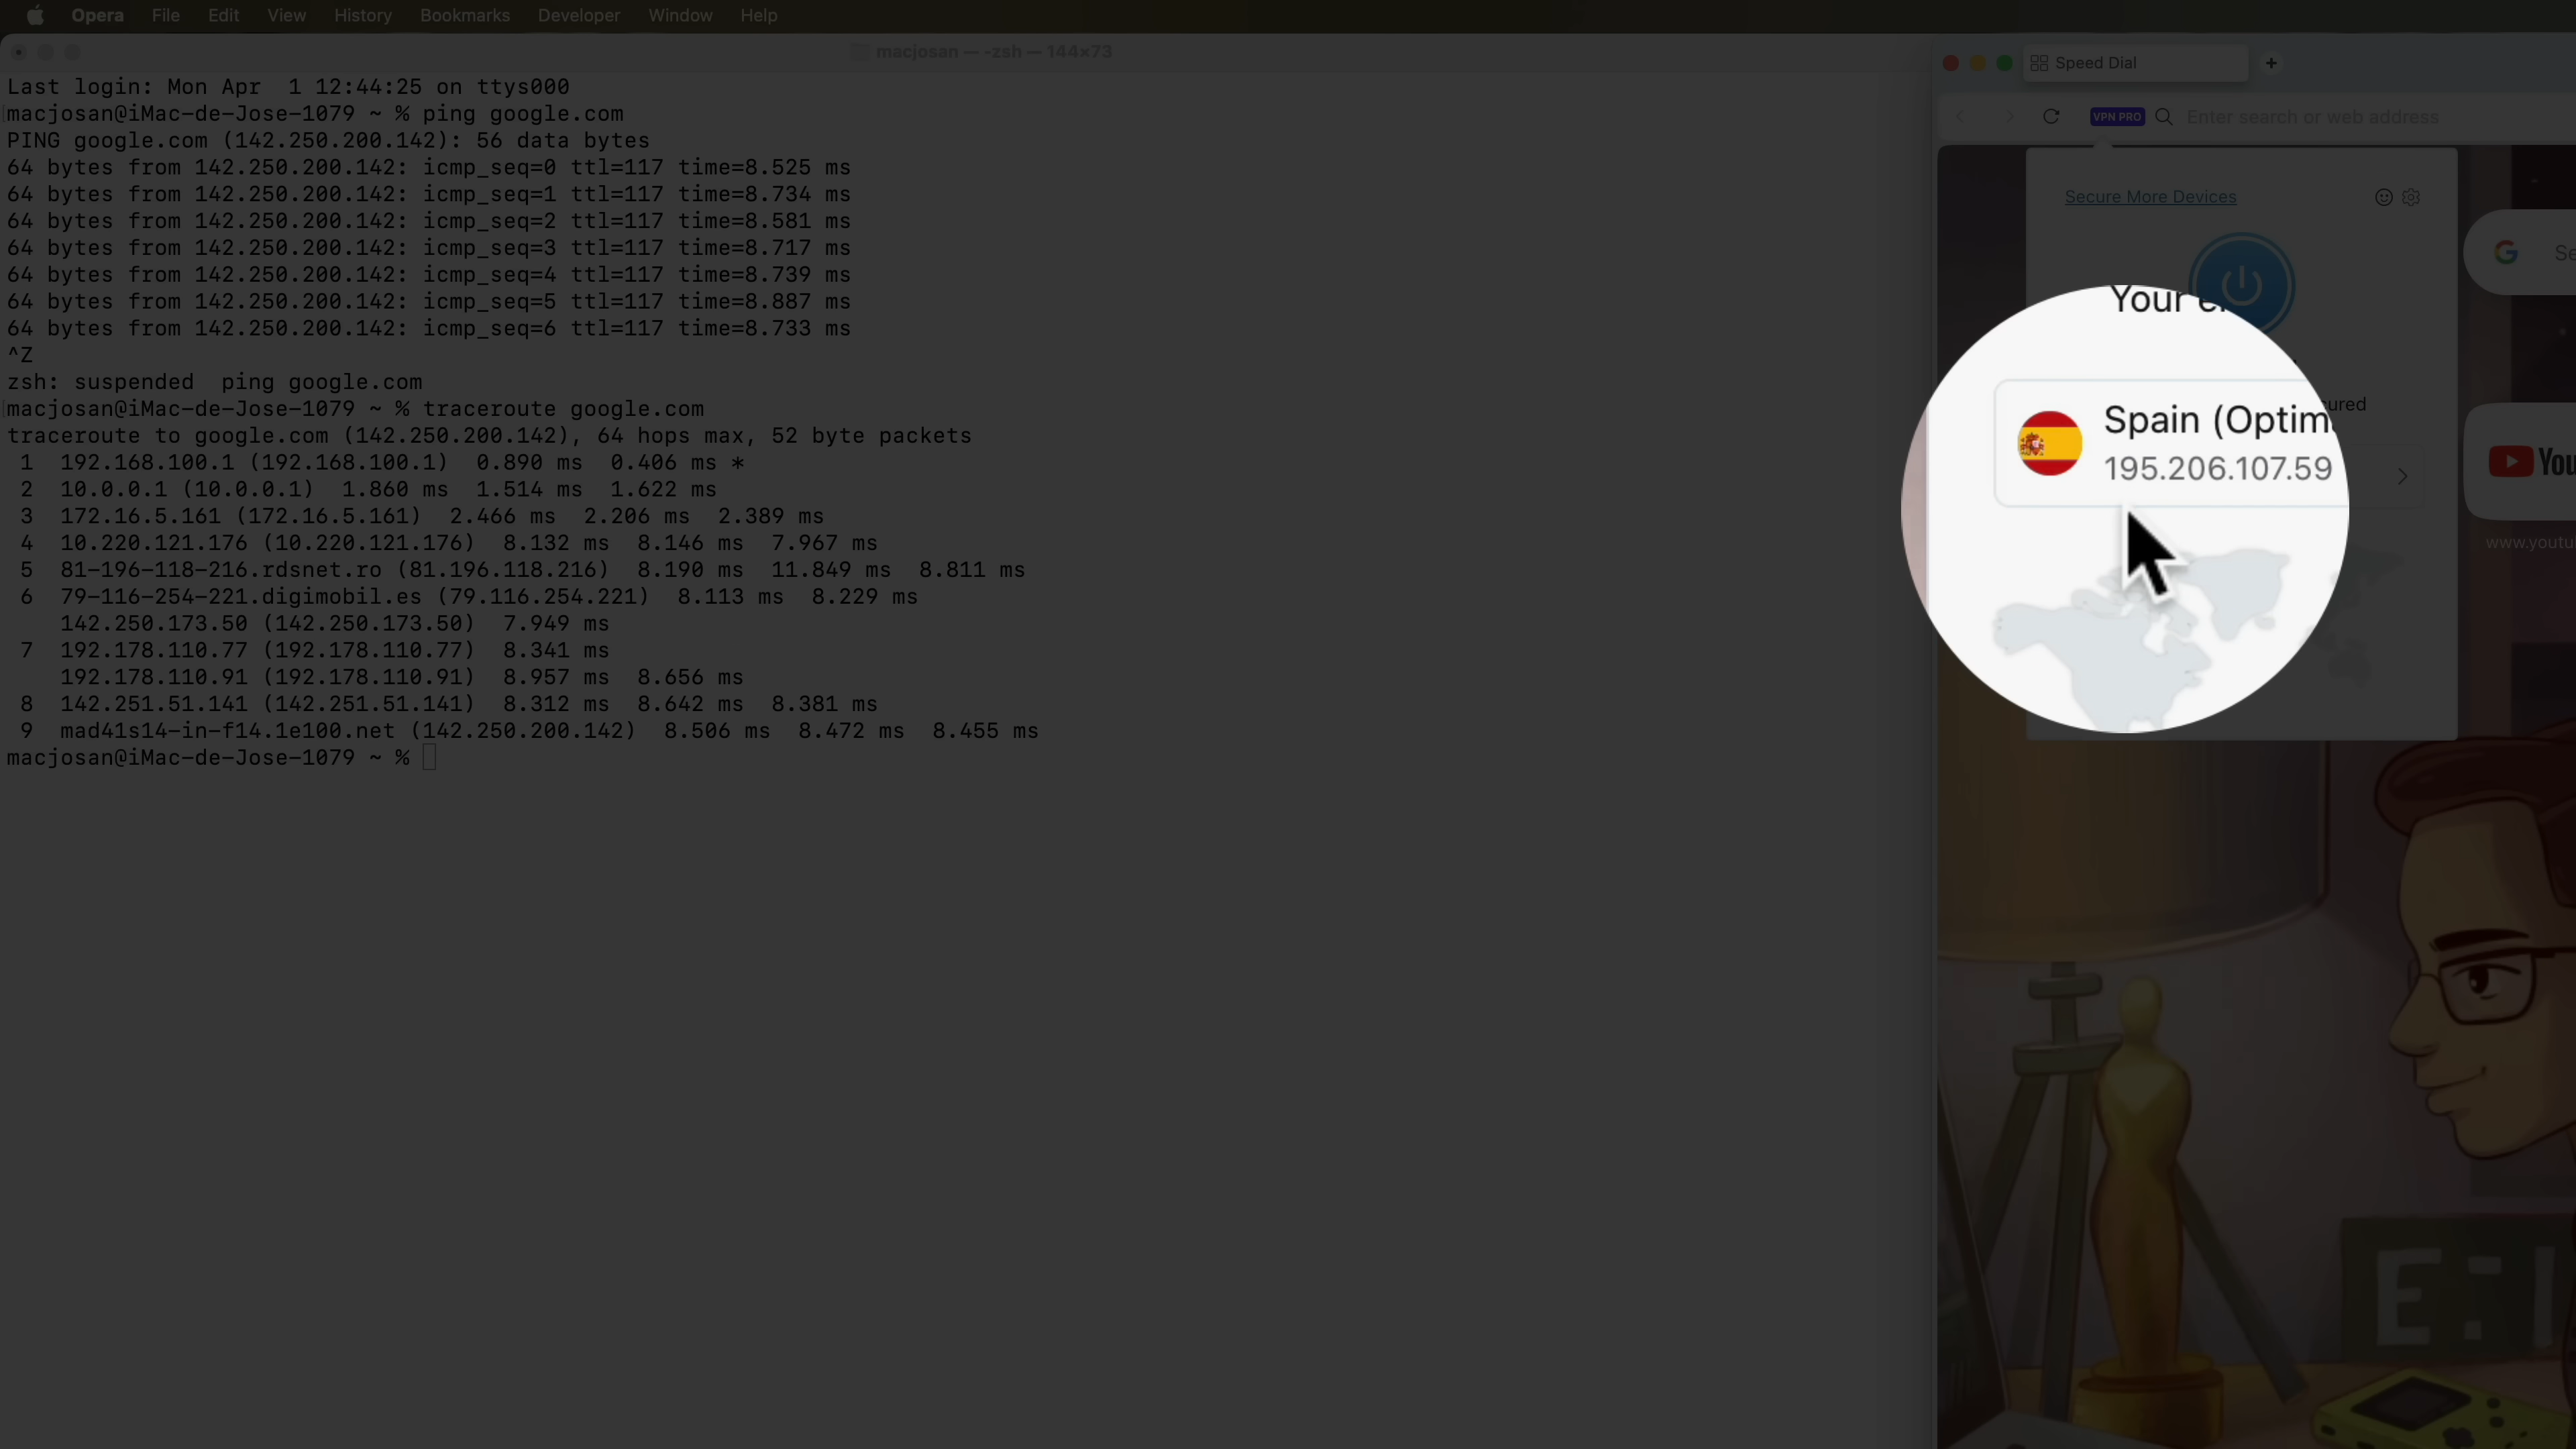 Opera File Edit View History Bookmarks Developer Window Help
macjosan — -zsh — 144×73
Last login: Mon Apr  1 12:44:25 on ttys000
macjosan@iMac-de-Jose-1079 ~ % ping google.com
PING google.com (142.250.200.142): 56 data bytes
64 bytes from 142.250.200.142: icmp_seq=0 ttl=117 time=8.525 ms
64 bytes from 142.250.200.142: icmp_seq=1 ttl=117 time=8.734 ms
64 bytes from 142.250.200.142: icmp_seq=2 ttl=117 time=8.581 ms
64 bytes from 142.250.200.142: icmp_seq=3 ttl=117 time=8.717 ms
64 bytes from 142.250.200.142: icmp_seq=4 ttl=117 time=8.739 ms
64 bytes from 142.250.200.142: icmp_seq=5 ttl=117 time=8.887 ms
64 bytes from 142.250.200.142: icmp_seq=6 ttl=117 time=8.733 ms
^Z
zsh: suspended  ping google.com
macjosan@iMac-de-Jose-1079 ~ % traceroute google.com
traceroute to google.com (142.250.200.142), 64 hops max, 52 byte packets
1  192.168.100.1 (192.168.100.1)  0.890 ms  0.406 ms *
2  10.0.0.1 (10.0.0.1)  1.860 ms  1.514 ms  1.622 ms
3  172.16.5.161 (172.16.5.161)  2.466 ms  2.206 ms  2.389 ms
4  10.220.121.176 (10.220.121.176)  8.132 ms  8.146 ms  7.967 ms
5  81-196-118-216.rdsnet.ro (81.196.118.216)  8.190 ms  11.849 ms  8.811 ms
6  79-116-254-221.digimobil.es (79.116.254.221)  8.113 ms  8.229 ms
142.250.173.50 (142.250.173.50)  7.949 ms
7  192.178.110.77 (192.178.110.77)  8.341 ms
192.178.110.91 (192.178.110.91)  8.957 ms  8.656 ms
8  142.251.51.141 (142.251.51.141)  8.312 ms  8.642 ms  8.381 ms
9  mad41s14-in-f14.1e100.net (142.250.200.142)  8.506 ms  8.472 ms  8.455 ms
macjosan@iMac-de-Jose-1079 ~ %
Speed Dial
VPN PRO Enter search or web address
Secure More Devices
Se
Your
ured
Spain (Optim
195.206.107.59
You
www.youtu
E: